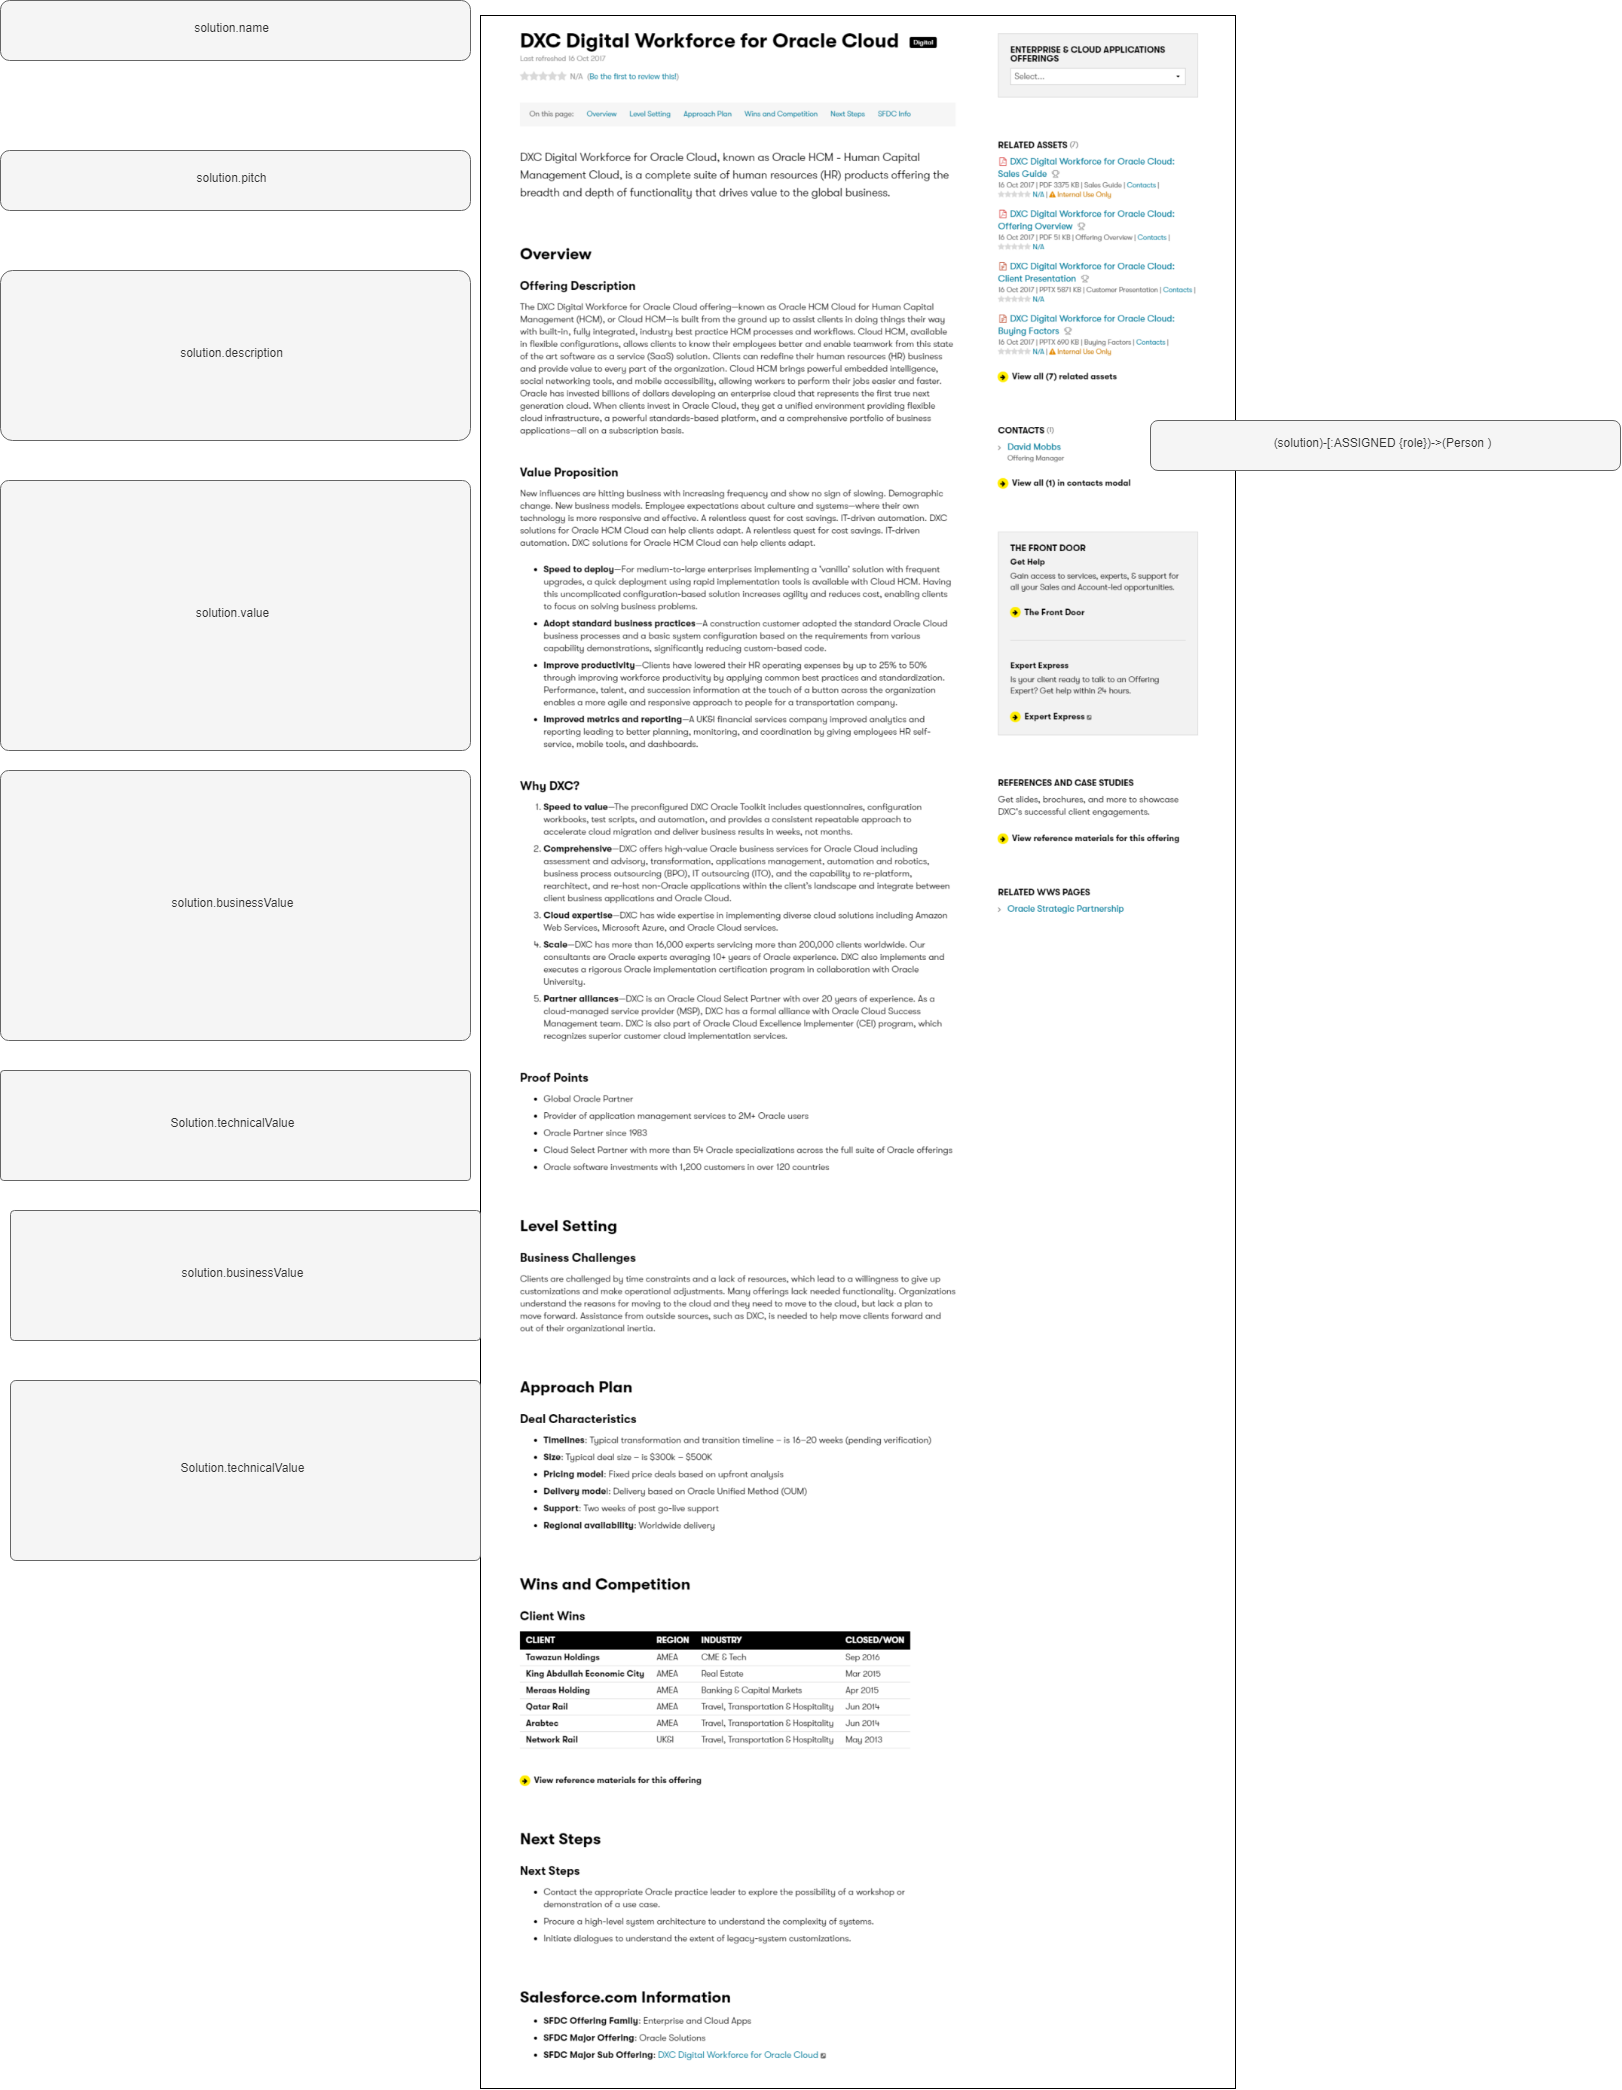 solution.name
solution.pitch
solution.description
solution.value
solution.businessValue
Solution.technicalValue
solution.businessValue
Solution.technicalValue
DXC Digital Workforce for Oracle Cloud Digital
Last refreshed 16 Oct 2017
N/A (Be the first to review this!)
On this page: Overview Level Setting Approach Plan Wins and Competition Next Steps SFDC Info
DXC Digital Workforce for Oracle Cloud, known as Oracle HCM - Human Capital
Management Cloud, is a complete suite of human resources (HR) products offering the
breadth and depth of functionality that drives value to the global business.
Overview
Offering Description
The DXC Digital Workforce for Oracle Cloud offering—known as Oracle HCM Cloud for Human Capital
Management (HCM), or Cloud HCM—is built from the ground up to assist clients in doing things their way
with built-in, fully integrated, industry best practice HCM processes and workflows. Cloud HCM, available
in flexible configurations, allows clients to know their employees better and enable teamwork from this state
of the art software as a service (SaaS) solution. Clients can redefine their human resources (HR) business
and provide value to every part of the organization. Cloud HCM brings powerful embedded intelligence,
social networking tools, and mobile accessibility, allowing workers to perform their jobs easier and faster.
Oracle has invested billions of dollars developing an enterprise cloud that represents the first true next
generation cloud. When clients invest in Oracle Cloud, they get a unified environment providing flexible
cloud infrastructure, a powerful standards-based platform, and a comprehensive portfolio of business
applications—all on a subscription basis.
Value Proposition
New influences are hitting business with increasing frequency and show no sign of slowing. Demographic
change. New business models. Employee expectations about culture and systems—where their own
technology is more responsive and effective. A relentless quest for cost savings. IT-driven automation. DXC
solutions for Oracle HCM Cloud can help clients adapt. A relentless quest for cost savings. IT-driven
automation. DXC solutions for Oracle HCM Cloud can help clients adapt.
• Speed to deploy—For medium-to-large enterprises implementing a 'vanilla' solution with frequent
upgrades, a quick deployment using rapid implementation tools is available with Cloud HCM. Having
this uncomplicated configuration-based solution increases agility and reduces cost, enabling clients
to focus on solving business problems.
• Adopt standard business practices—A construction customer adopted the standard Oracle Cloud
business processes and a basic system configuration based on the requirements from various
capability demonstrations, significantly reducing custom-based code.
• Improve productivity—Clients have lowered their HR operating expenses by up to 25% to 50%
through improving workforce productivity by applying common best practices and standardization.
Performance, talent, and succession information at the touch of a button across the organization
enables a more agile and responsive approach to people for a transportation company.
• Improved metrics and reporting—A UK&I financial services company improved analytics and
reporting leading to better planning, monitoring, and coordination by giving employees HR self-
service, mobile tools, and dashboards.
Why DXC?
1. Speed to value—The preconfigured DXC Oracle Toolkit includes questionnaires, configuration
workbooks, test scripts, and automation, and provides a consistent repeatable approach to
accelerate cloud migration and deliver business results in weeks, not months.
2. Comprehensive—DXC offers high-value Oracle business services for Oracle Cloud including
assessment and advisory, transformation, applications management, automation and robotics,
business process outsourcing (BPO), IT outsourcing (ITO), and the capability to re-platform,
rearchitect, and re-host non-Oracle applications within the client's landscape and integrate between
client business applications and Oracle Cloud.
3. Cloud expertise—DXC has wide expertise in implementing diverse cloud solutions including Amazon
Web Services, Microsoft Azure, and Oracle Cloud services.
4. Scale—DXC has more than 16,000 experts servicing more than 200,000 clients worldwide. Our
consultants are Oracle experts averaging 10+ years of Oracle experience. DXC also implements and
executes a rigorous Oracle implementation certification program in collaboration with Oracle
University.
5. Partner alliances—DXC is an Oracle Cloud Select Partner with over 20 years of experience. As a
cloud-managed service provider (MSP), DXC has a formal alliance with Oracle Cloud Success
Management team. DXC is also part of Oracle Cloud Excellence Implementer (CEI) program, which
recognizes superior customer cloud implementation services.
Proof Points
• Global Oracle Partner
• Provider of application management services to 2M+ Oracle users
• Oracle Partner since 1983
• Cloud Select Partner with more than 54 Oracle specializations across the full suite of Oracle offerings
• Oracle software investments with 1,200 customers in over 120 countries
Level Setting
Business Challenges
Clients are challenged by time constraints and a lack of resources, which lead to a willingness to give up
customizations and make operational adjustments. Many offerings lack needed functionality. Organizations
understand the reasons for moving to the cloud and they need to move to the cloud, but lack a plan to
move forward. Assistance from outside sources, such as DXC, is needed to help move clients forward and
out of their organizational inertia.
Approach Plan
Deal Characteristics
• Timelines: Typical transformation and transition timeline – is 16–20 weeks (pending verification)
• Size: Typical deal size – is $300k – $500K
• Pricing model: Fixed price deals based on upfront analysis
• Delivery model: Delivery based on Oracle Unified Method (OUM)
• Support: Two weeks of post go-live support
• Regional availability: Worldwide delivery
Wins and Competition
Client Wins
CLIENT REGION INDUSTRY CLOSED/WON
Tawazun Holdings AMEA CME & Tech Sep 2016
King Abdullah Economic City AMEA Real Estate Mar 2015
Meraas Holding AMEA Banking & Capital Markets Apr 2015
Qatar Rail AMEA Travel, Transportation & Hospitality Jun 2014
Arabtec AMEA Travel, Transportation & Hospitality Jun 2014
Network Rail UK&I Travel, Transportation & Hospitality May 2013
View reference materials for this offering
Next Steps
Next Steps
• Contact the appropriate Oracle practice leader to explore the possibility of a workshop or
demonstration of a use case.
• Procure a high-level system architecture to understand the complexity of systems.
• Initiate dialogues to understand the extent of legacy-system customizations.
Salesforce.com Information
• SFDC Offering Family: Enterprise and Cloud Apps
• SFDC Major Offering: Oracle Solutions
• SFDC Major Sub Offering: DXC Digital Workforce for Oracle Cloud
ENTERPRISE & CLOUD APPLICATIONS
OFFERINGS
Select...
RELATED ASSETS (7)
DXC Digital Workforce for Oracle Cloud:
Sales Guide
16 Oct 2017 | PDF 3375 KB | Sales Guide | Contacts |
N/A | Internal Use Only
DXC Digital Workforce for Oracle Cloud:
Offering Overview
16 Oct 2017 | PDF 51 KB | Offering Overview | Contacts |
N/A
DXC Digital Workforce for Oracle Cloud:
Client Presentation
16 Oct 2017 | PPTX 5871 KB | Customer Presentation | Contacts |
N/A
DXC Digital Workforce for Oracle Cloud:
Buying Factors
16 Oct 2017 | PPTX 690 KB | Buying Factors | Contacts |
N/A | Internal Use Only
View all (7) related assets
CONTACTS (1)
David Mobbs
Offering Manager
View all (1) in contacts modal
(solution)-[:ASSIGNED {role})->(Person )
THE FRONT DOOR
Get Help
Gain access to services, experts, & support for
all your Sales and Account-led opportunities.
The Front Door
Expert Express
Is your client ready to talk to an Offering
Expert? Get help within 24 hours.
Expert Express
REFERENCES AND CASE STUDIES
Get slides, brochures, and more to showcase
DXC's successful client engagements.
View reference materials for this offering
RELATED WWS PAGES
Oracle Strategic Partnership